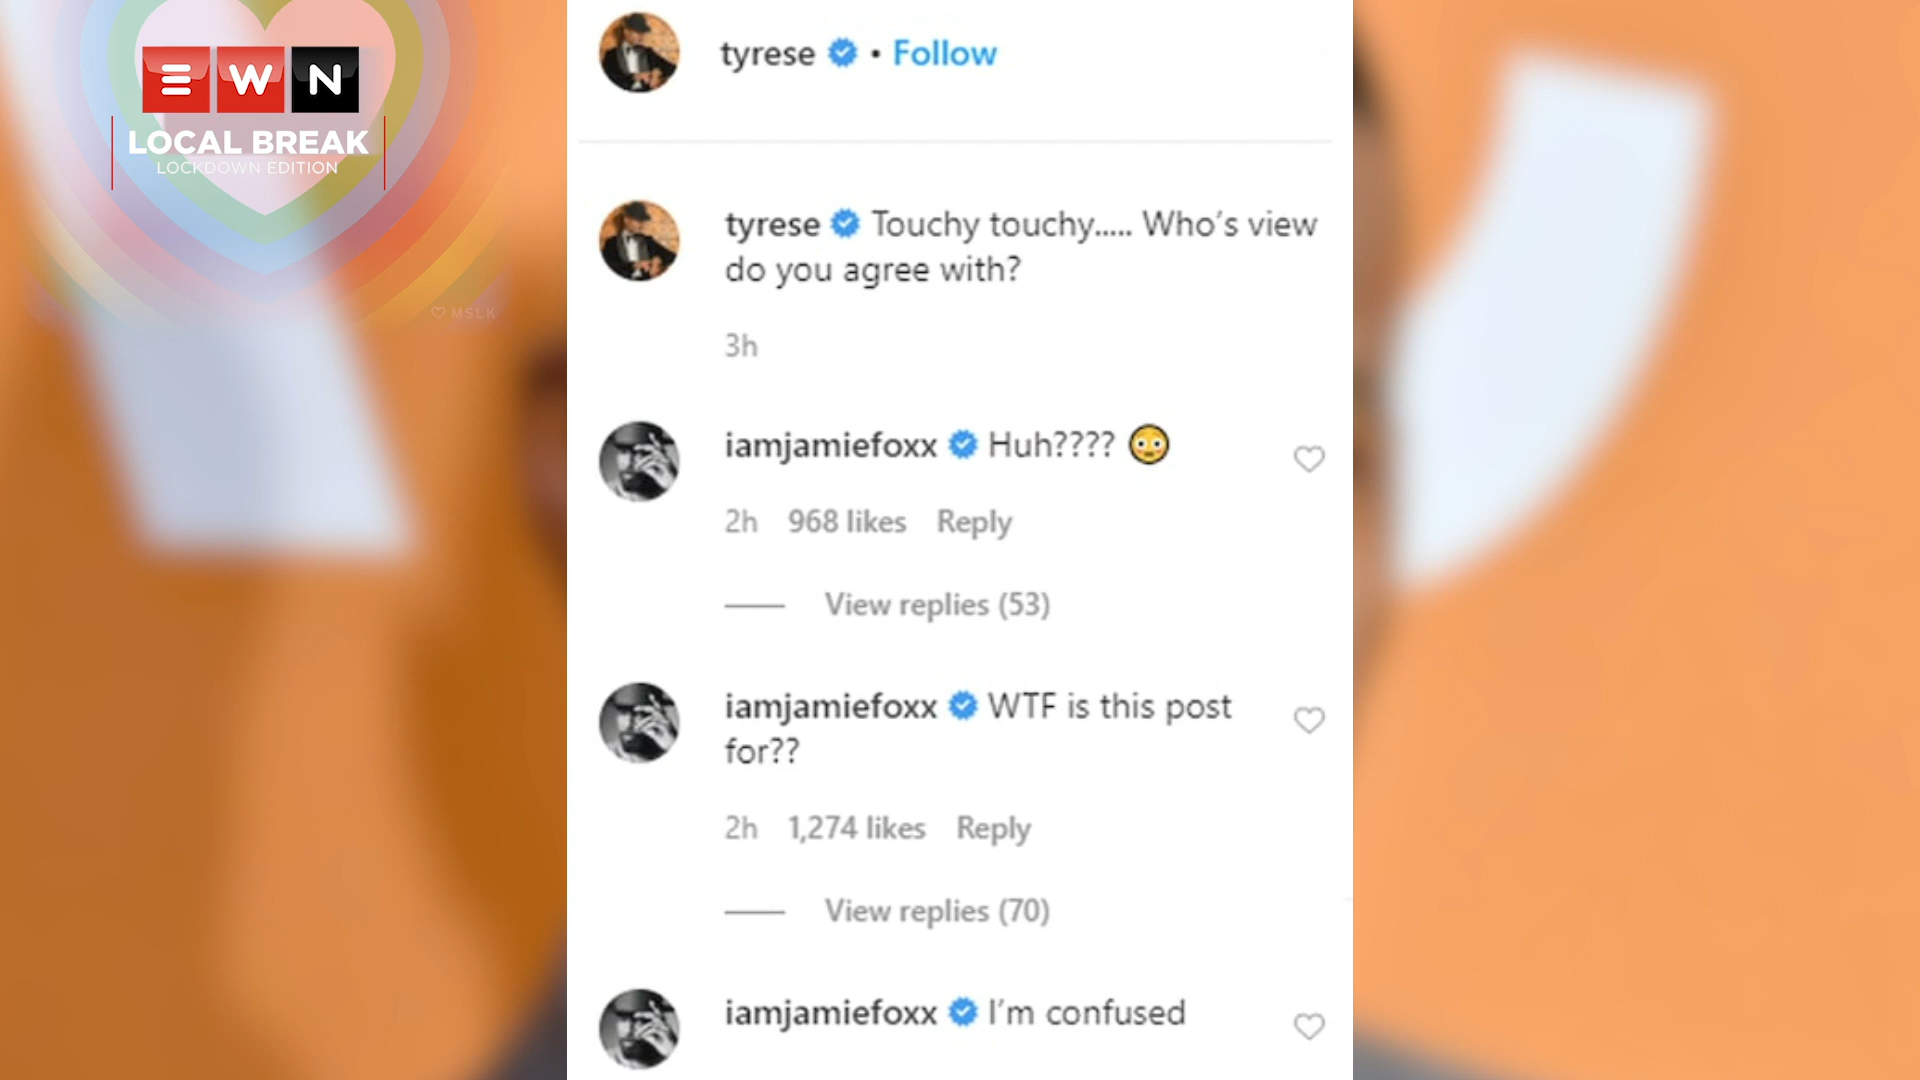 EWN
LOCAL BREAK
LOCKDOWN EDITION
MSLK
tyrese • Follow
tyrese Touchy touchy..... Who's view
do you agree with?
3h
iamjamiefoxx Huh???? 😳
2h 968 likes Reply
View replies (53)
iamjamiefoxx WTF is this post
for??
2h 1,274 likes Reply
View replies (70)
iamjamiefoxx I'm confused